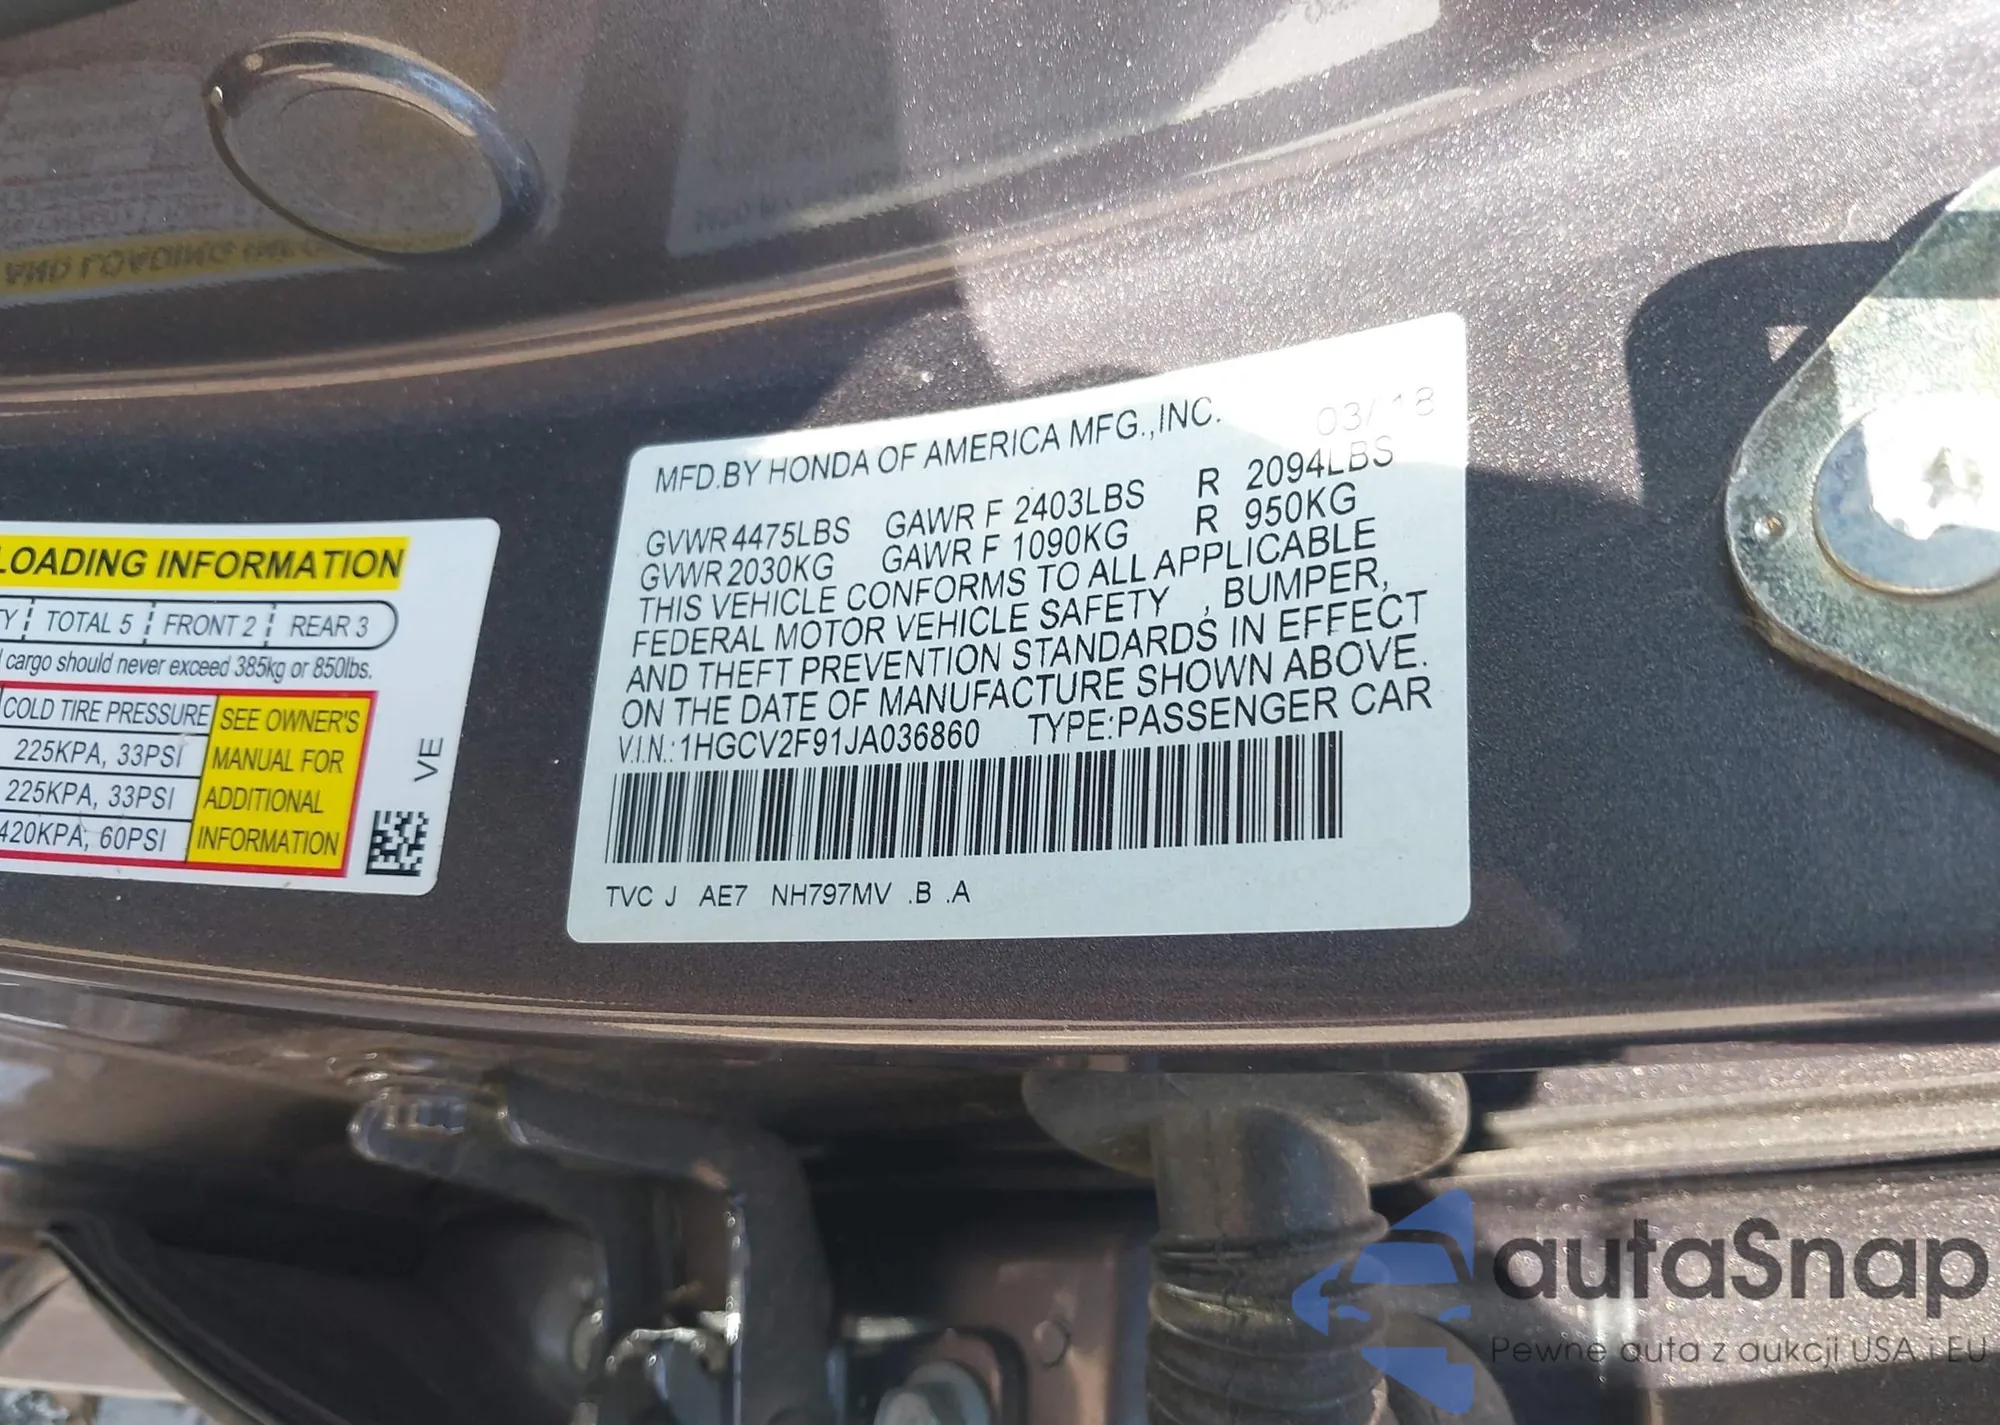 MFD.BY HONDA OF AMERICA MFG.,INC. 03/18
GVWR 4475LBS GAWR F 2403LBS R 2094LBS
GVWR 2030KG GAWR F 1090KG R 950KG
THIS VEHICLE CONFORMS TO ALL APPLICABLE
FEDERAL MOTOR VEHICLE SAFETY , BUMPER,
AND THEFT PREVENTION STANDARDS IN EFFECT
ON THE DATE OF MANUFACTURE SHOWN ABOVE.
V.I.N.: 1HGCV2F91JA036860 TYPE:PASSENGER CAR
TVC J AE7 NH797MV .B .A
LOADING INFORMATION
TOTAL 5 FRONT 2 REAR 3
cargo should never exceed 385kg or 850lbs.
COLD TIRE PRESSURE
225KPA, 33PSI
225KPA, 33PSI
420KPA, 60PSI
SEE OWNER'S
MANUAL FOR
ADDITIONAL
INFORMATION
VE
autaSnap
Pewne auta z aukcji USA i EU